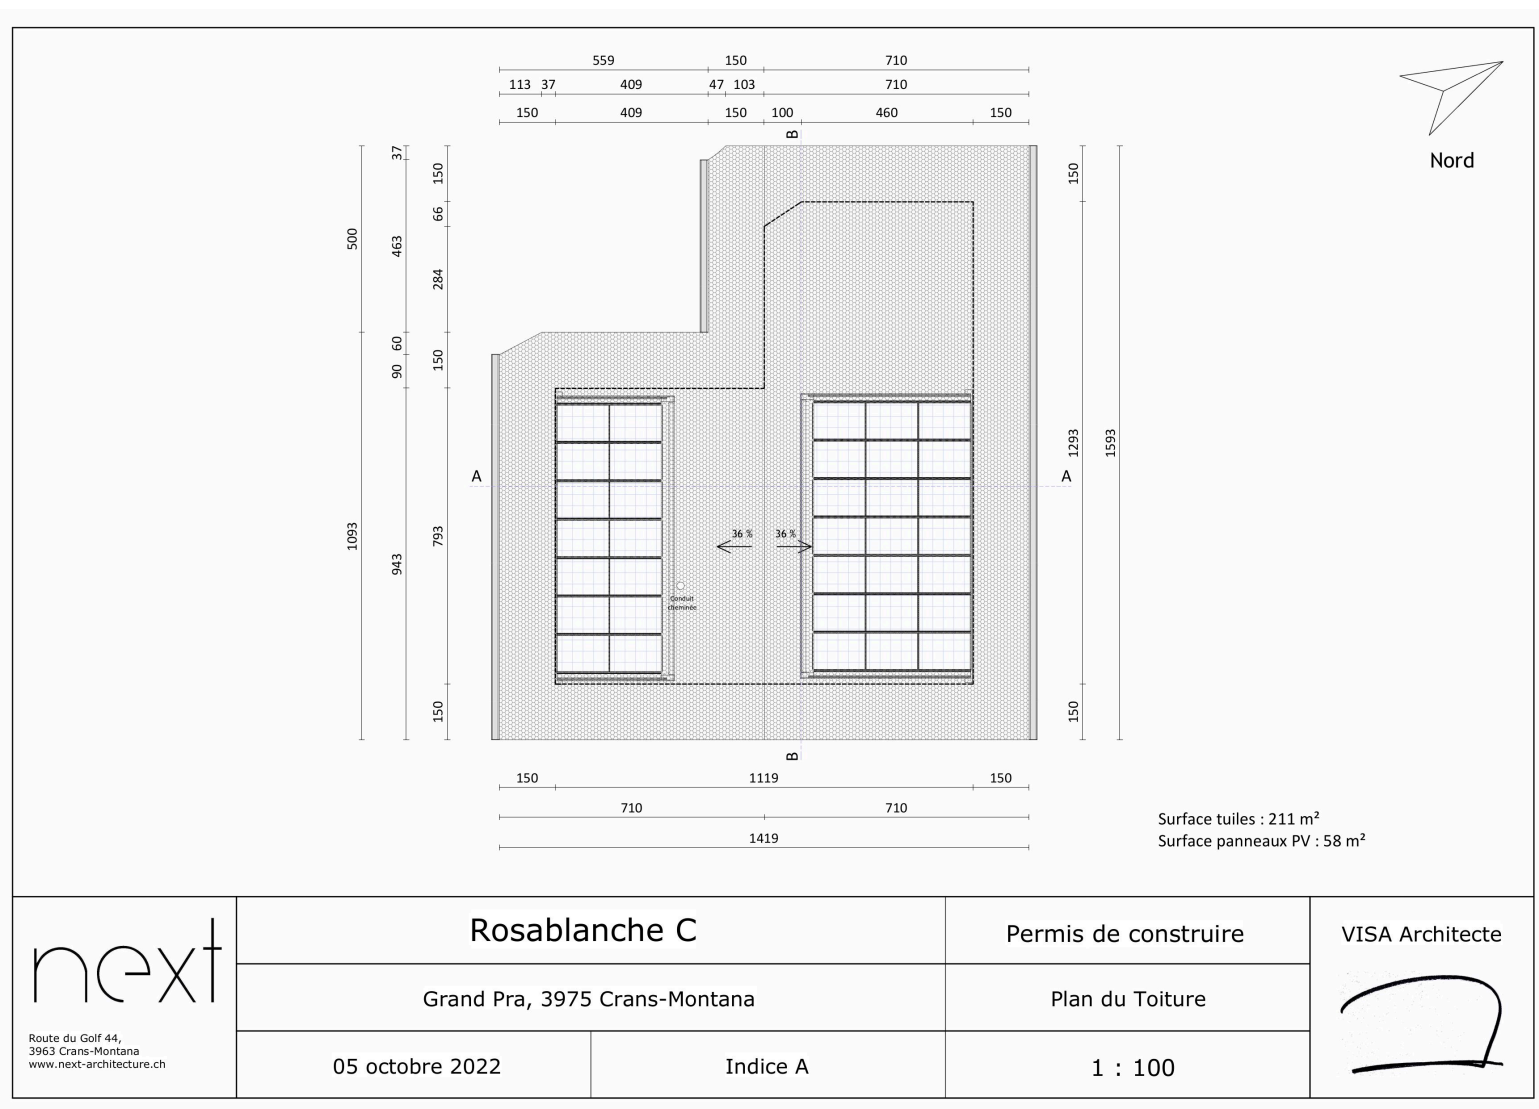 559 150 710
113 37 409 47 103 710
150 409 150 100 460 150
B
Nord
37
150
150
66
500
463
284
60
90
150
1293
1593
A A
36 % 36 %
1093
943
793
Conduit
cheminée
150
150
B
150 1119 150
710 710
1419
Surface tuiles : 211 m²
Surface panneaux PV : 58 m²
next
Route du Golf 44,
3963 Crans-Montana
www.next-architecture.ch
Rosablanche C
Permis de construire
VISA Architecte
Grand Pra, 3975 Crans-Montana
Plan du Toiture
05 octobre 2022
Indice A
1 : 100